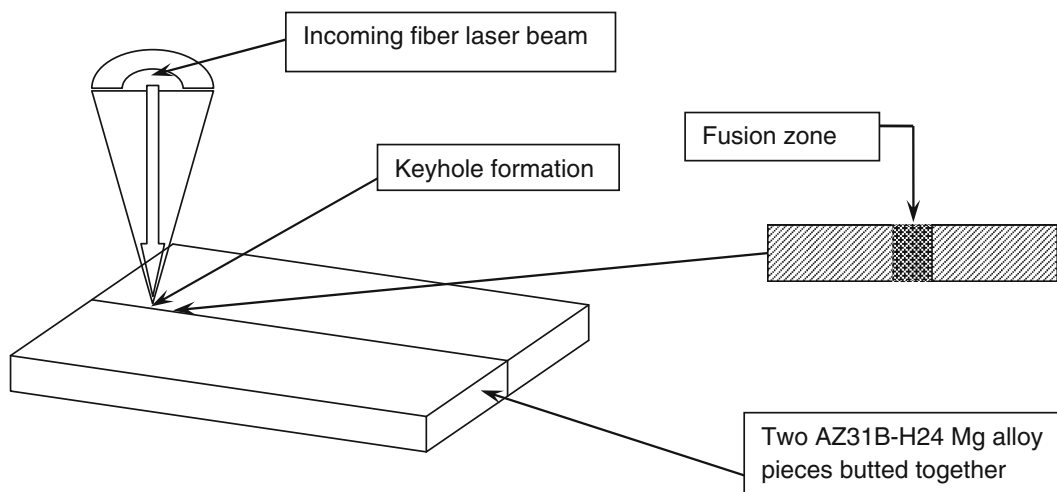 Incoming fiber laser beam
Fusion zone
Keyhole formation
Two AZ31B-H24 Mg alloy
pieces butted together